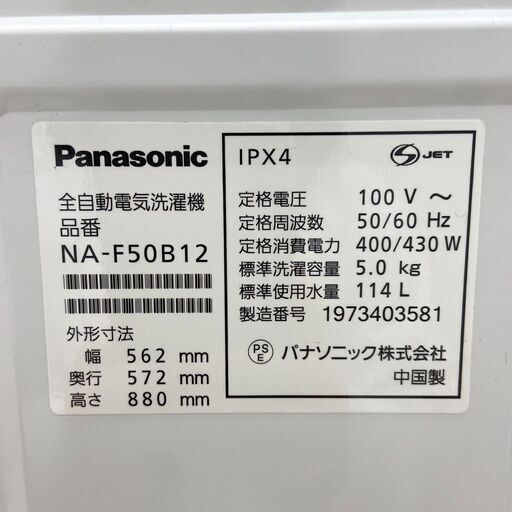 Panasonic
全自動電気洗濯機
品番
NA-F50B12
外形寸法
幅 562 mm
奥行 572 mm
高さ 880 mm
IPX4
S JET
定格電圧 100 V ～
定格周波数 50/60 Hz
定格消費電力 400/430 W
標準洗濯容量 5.0 kg
標準使用水量 114 L
製造番号 1973403581
PS E パナソニック株式会社
中国製